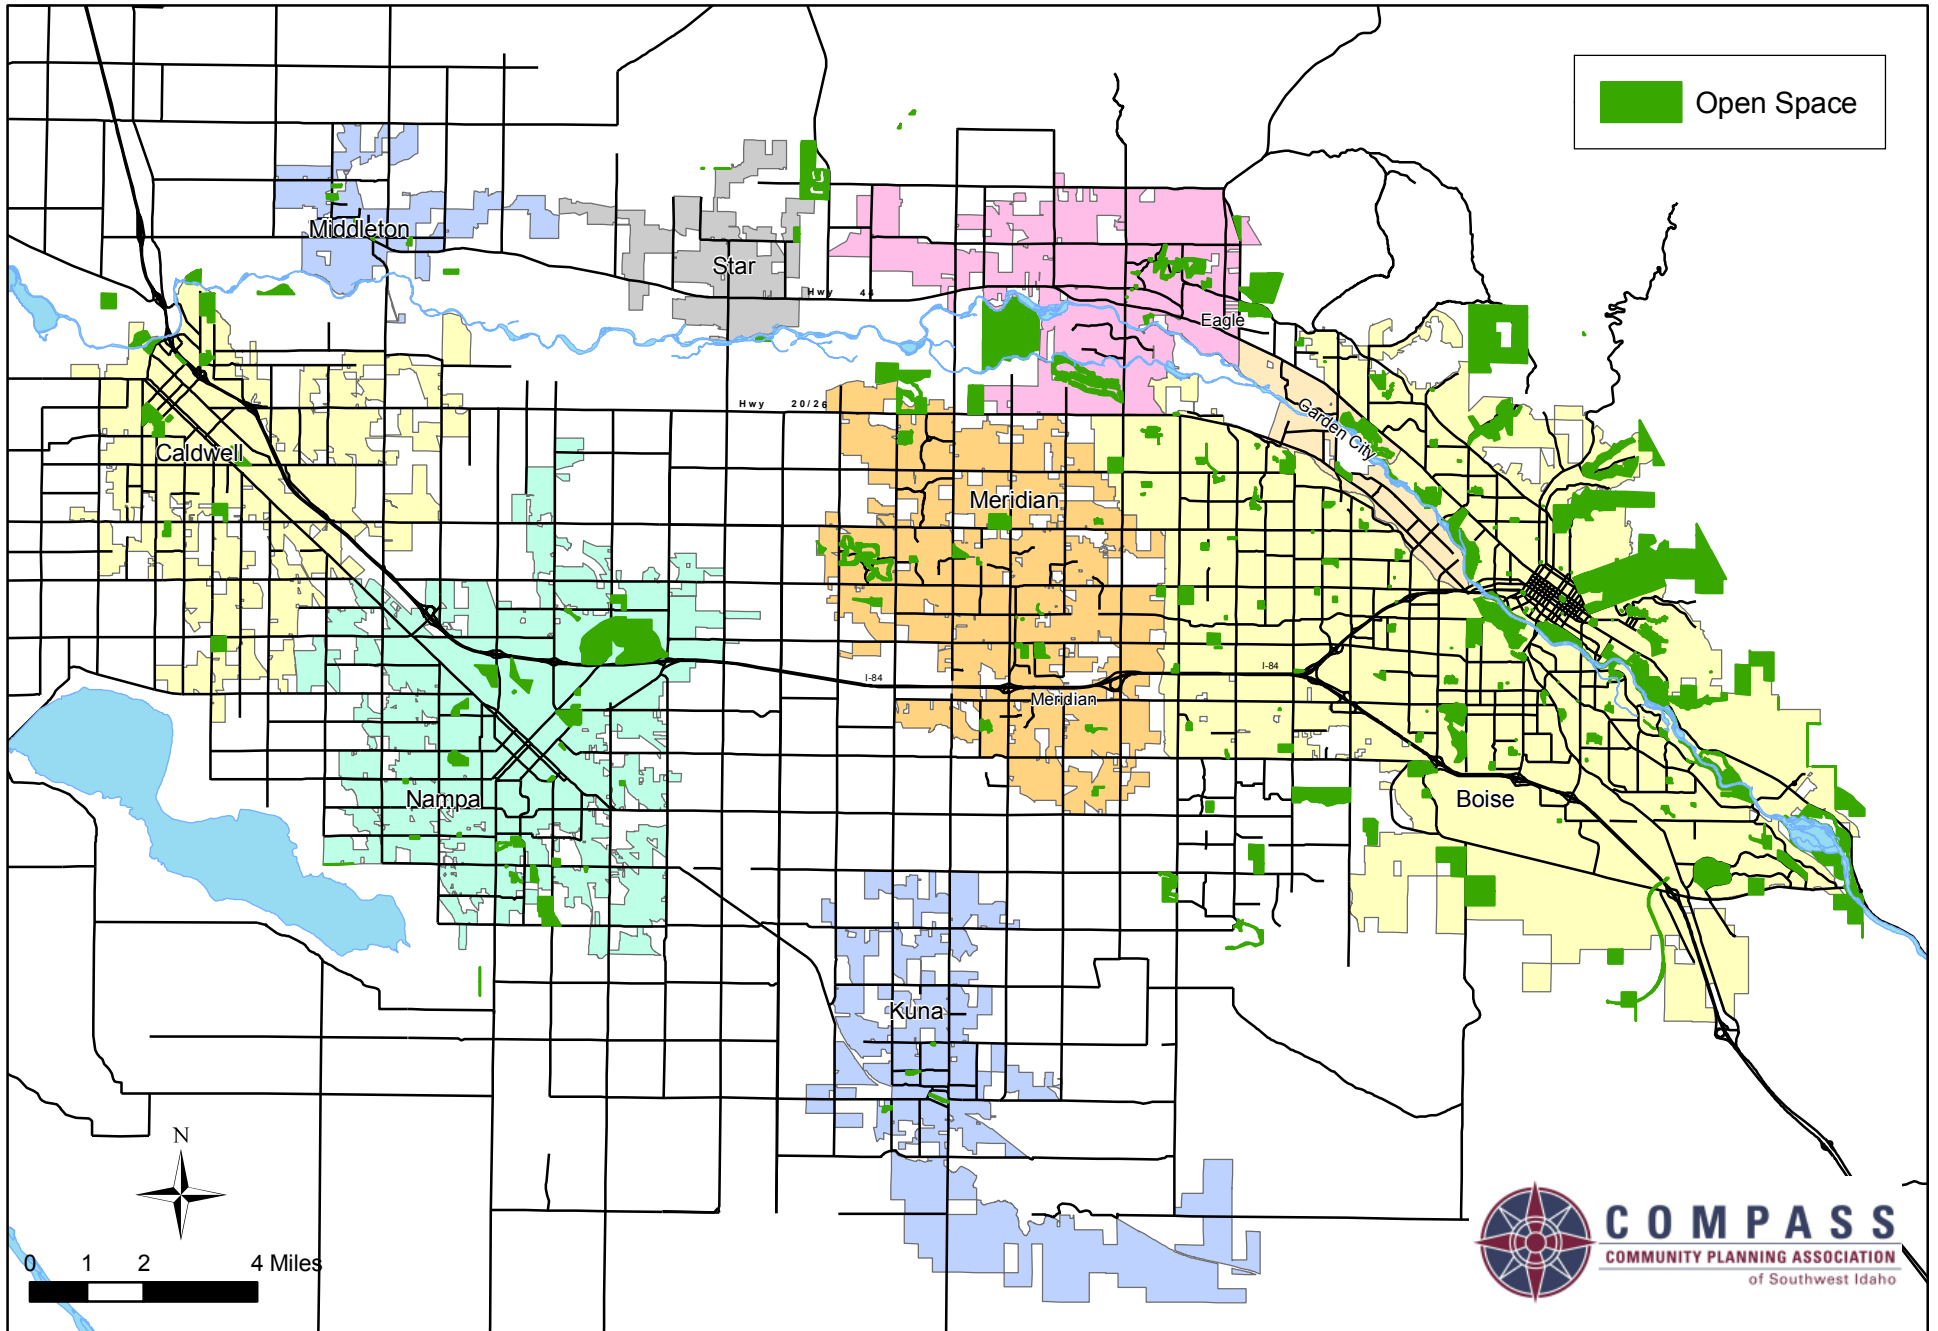 Open Space
Middleton
Star
Hwy 44
Eagle
Hwy 20/26
Garden City
Caldwell
Meridian
I-84
I-84
Meridian
Nampa
Boise
Kuna
N
0 1 2 4 Miles
COMPASS
COMMUNITY PLANNING ASSOCIATION
of Southwest Idaho